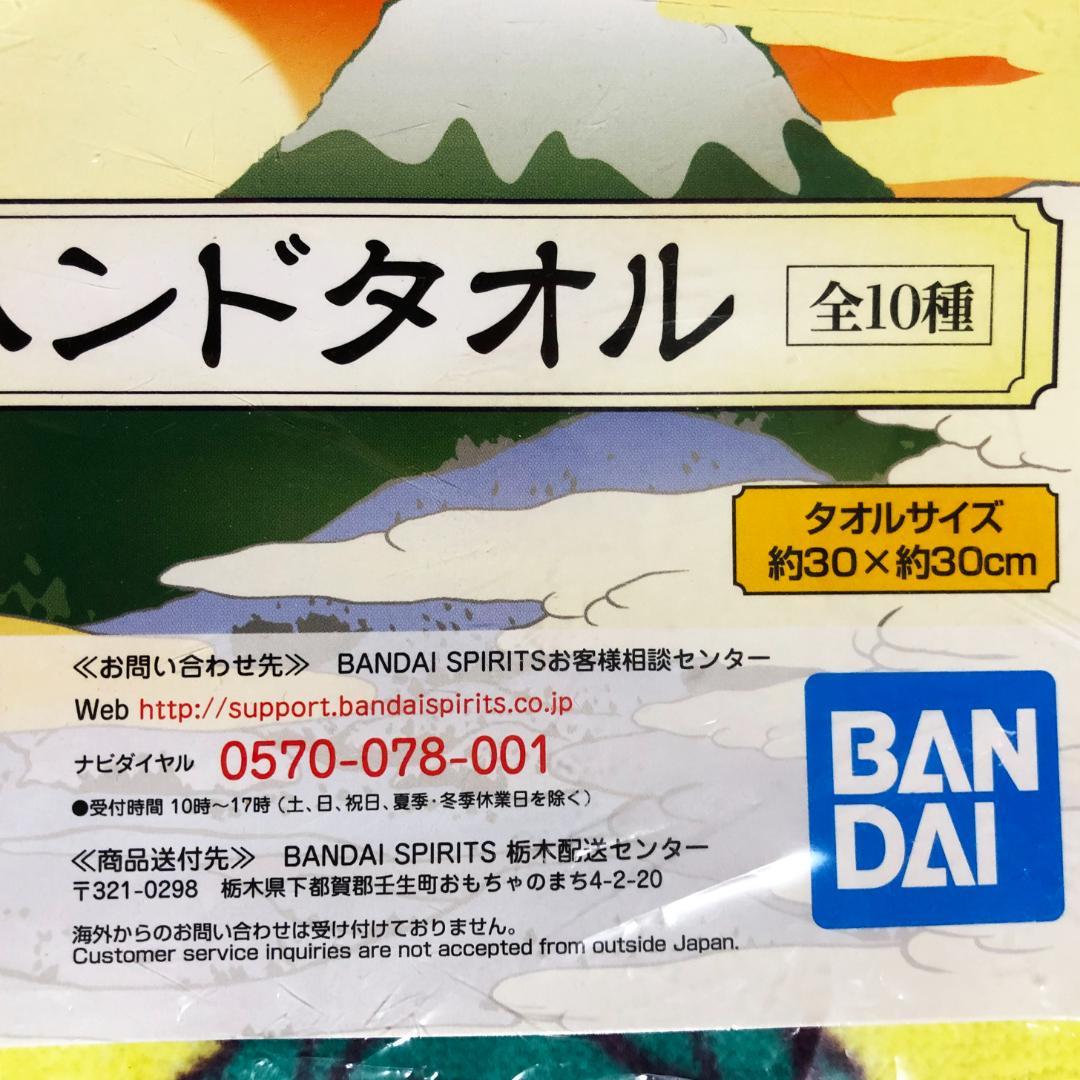 ハンドタオル 全10種
タオルサイズ
約30×約30cm
≪お問い合わせ先≫ BANDAI SPIRITSお客様相談センター
Web http://support.bandaispirits.co.jp
ナビダイヤル 0570-078-001
●受付時間 10時～17時（土、日、祝日、夏季・冬季休業日を除く）
≪商品送付先≫ BANDAI SPIRITS 栃木配送センター
〒321-0298 栃木県下都賀郡壬生町おもちゃのまち4-2-20
海外からのお問い合わせは受け付けておりません。
Customer service inquiries are not accepted from outside Japan.
BAN
DAI